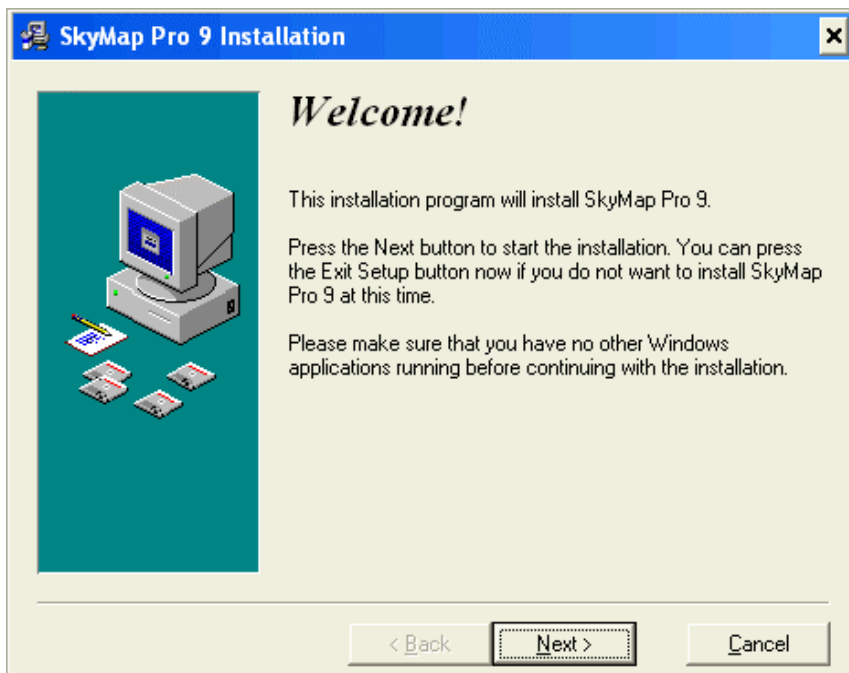 SkyMap Pro 9 Installation
Welcome!
This installation program will install SkyMap Pro 9.
Press the Next button to start the installation. You can press
the Exit Setup button now if you do not want to install SkyMap
Pro 9 at this time.
Please make sure that you have no other Windows
applications running before continuing with the installation.
< Back
Next >
Cancel